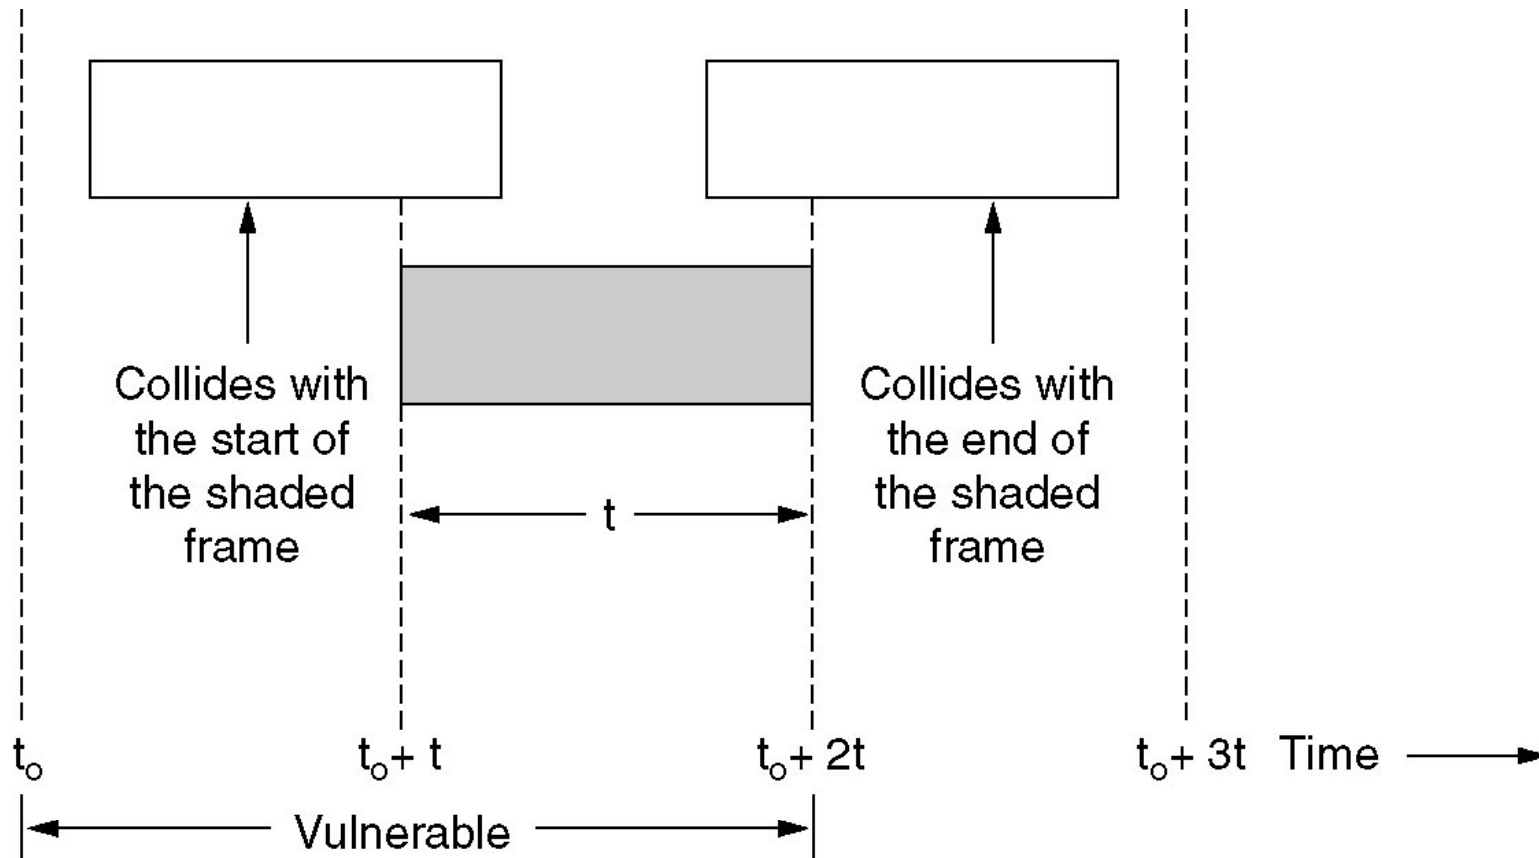 Collides with
the start of
the shaded
frame
Collides with
the end of
the shaded
frame
t
tₒ
tₒ+ t
tₒ+ 2t
tₒ+ 3t
Time
Vulnerable